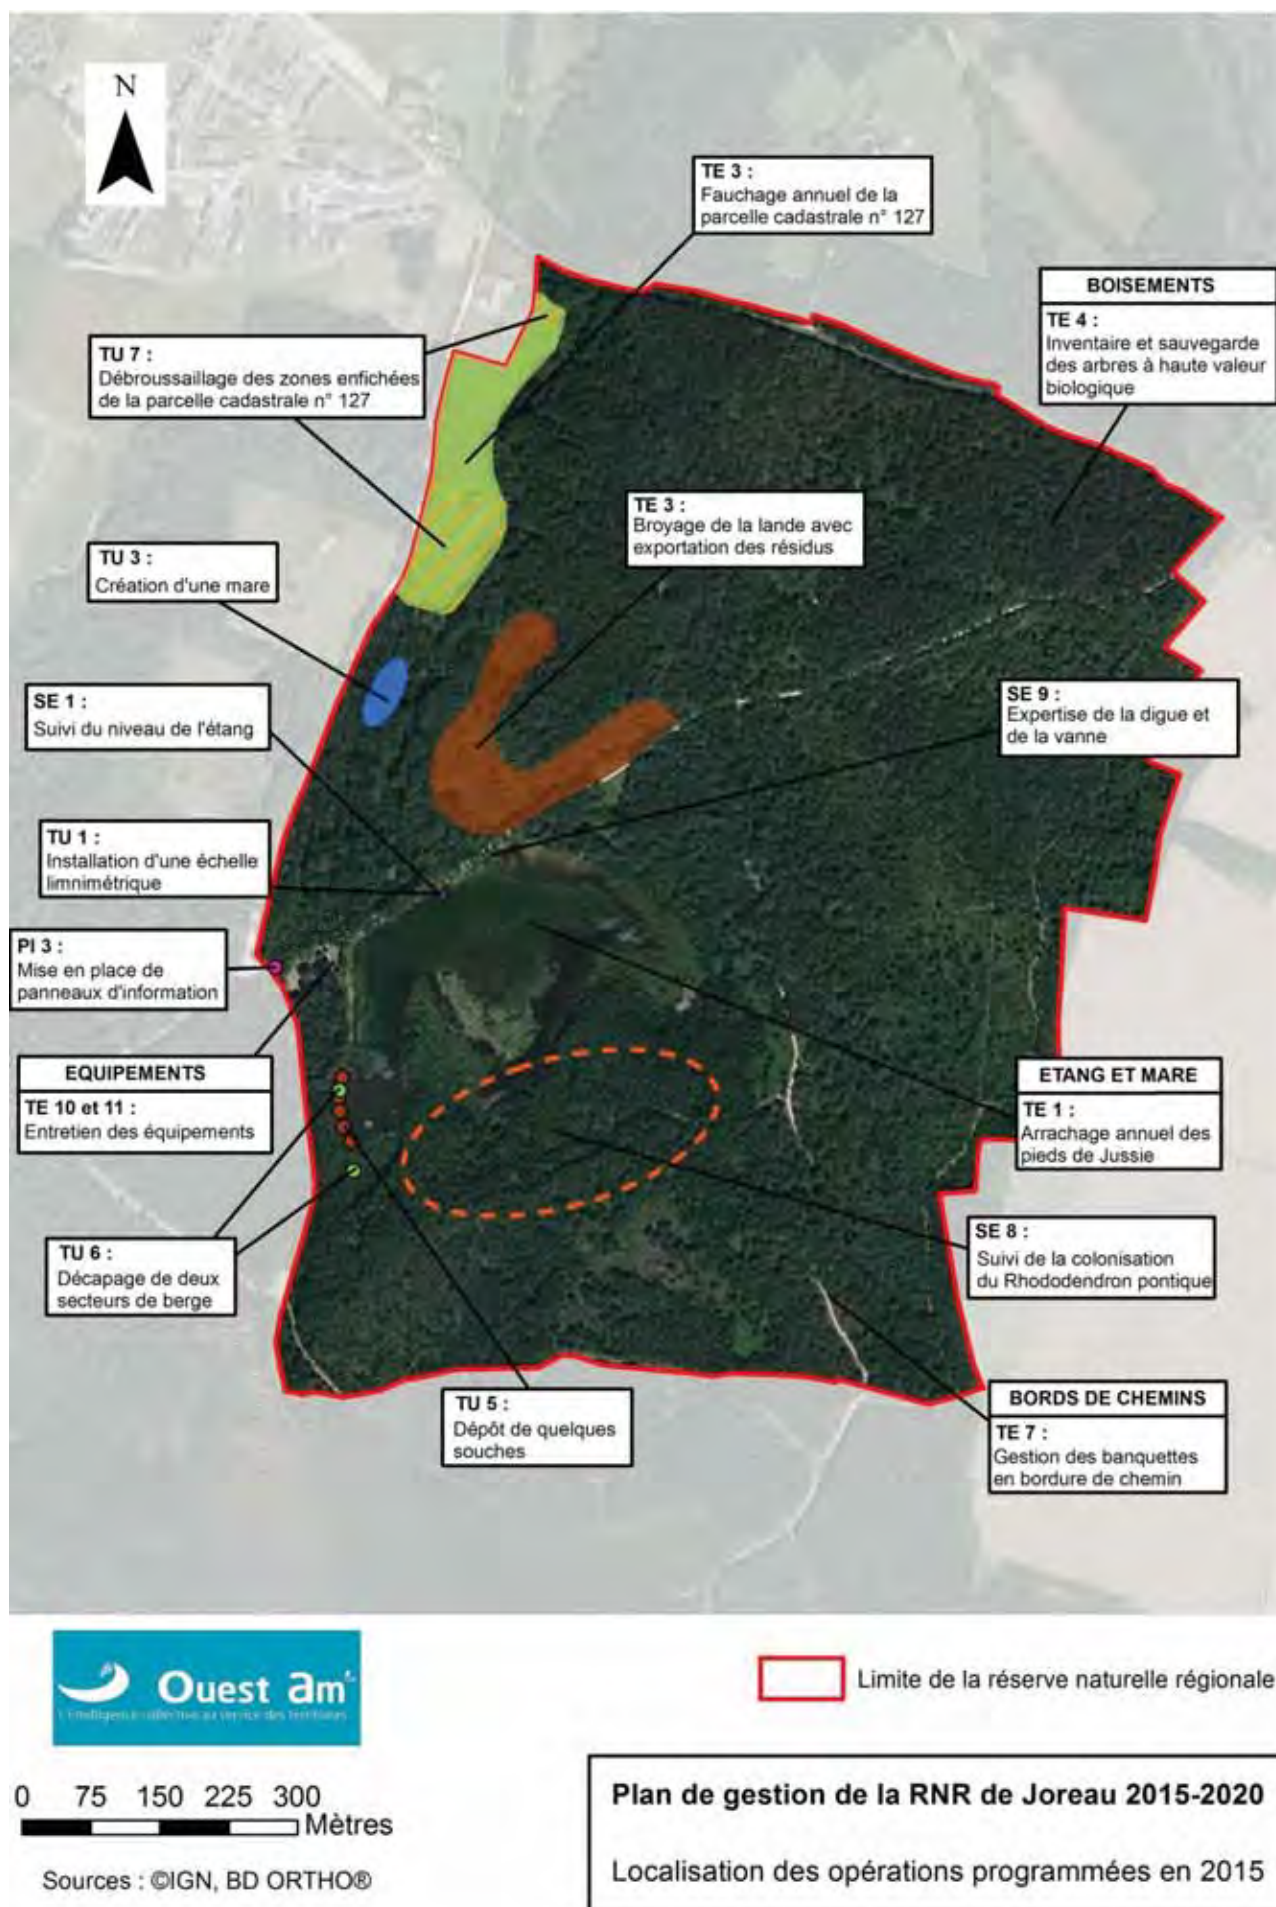 N
TE 3 :
Fauchage annuel de la
parcelle cadastrale n° 127
BOISEMENTS
TE 4 :
Inventaire et sauvegarde
des arbres à haute valeur
biologique
TU 7 :
Débroussaillage des zones enfichées
de la parcelle cadastrale n° 127
TE 3 :
Broyage de la lande avec
exportation des résidus
TU 3 :
Création d'une mare
SE 1 :
Suivi du niveau de l'étang
SE 9 :
Expertise de la digue et
de la vanne
TU 1 :
Installation d'une échelle
limnimétrique
PI 3 :
Mise en place de
panneaux d'information
EQUIPEMENTS
TE 10 et 11 :
Entretien des équipements
ETANG ET MARE
TE 1 :
Arrachage annuel des
pieds de Jussie
SE 8 :
Suivi de la colonisation
du Rhododendron pontique
TU 6 :
Décapage de deux
secteurs de berge
TU 5 :
Dépôt de quelques
souches
BORDS DE CHEMINS
TE 7 :
Gestion des banquettes
en bordure de chemin
Ouest am'
L'intelligence collective au service des territoires
Limite de la réserve naturelle régionale
0 75 150 225 300
Mètres
Sources : ©IGN, BD ORTHO®
Plan de gestion de la RNR de Joreau 2015-2020
Localisation des opérations programmées en 2015